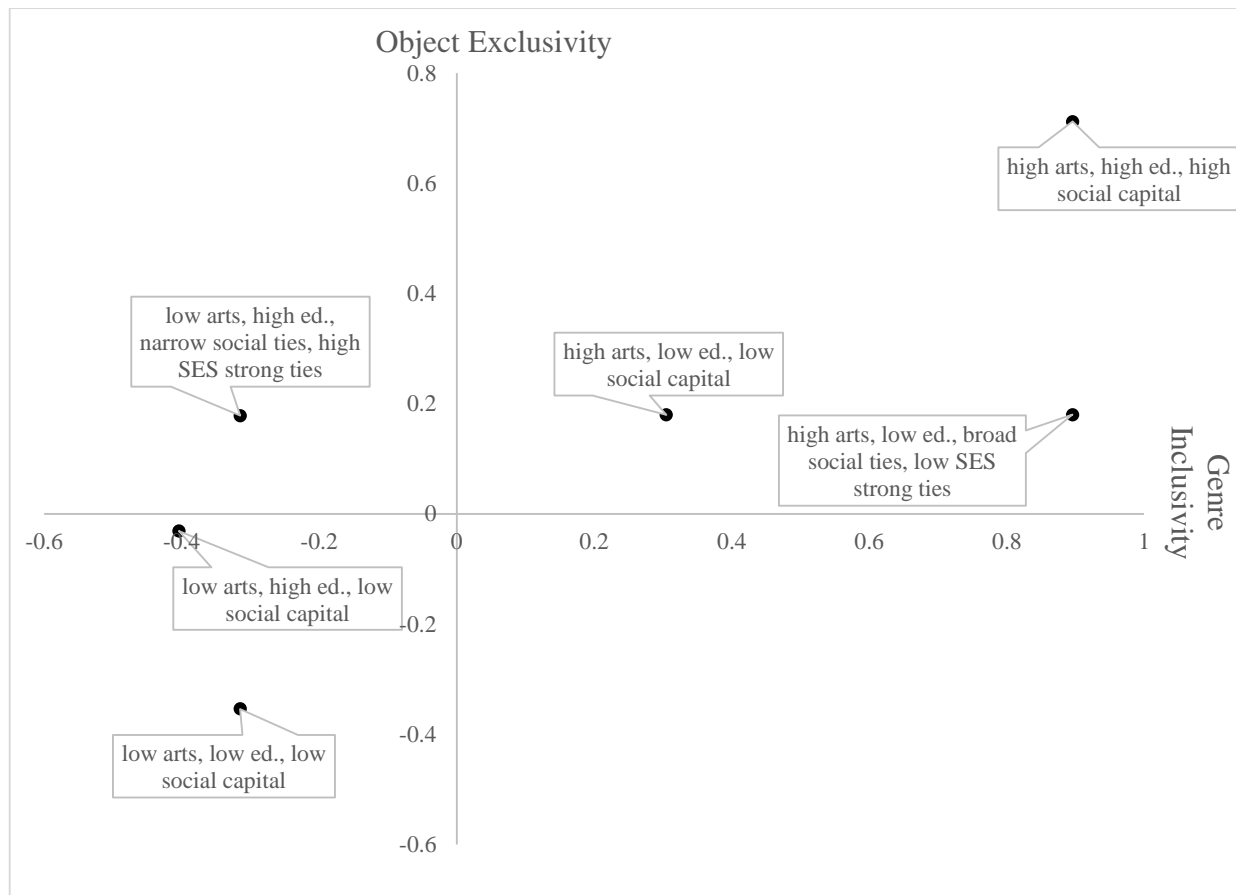 Object Exclusivity
0.8
high arts, high ed., high
social capital
0.6
0.4
low arts, high ed.,
narrow social ties, high
SES strong ties
high arts, low ed., low
social capital
0.2
high arts, low ed., broad
social ties, low SES
strong ties
Genre
Inclusivity
0
-0.6
-0.4
-0.2
0
0.2
0.4
0.6
0.8
1
low arts, high ed., low
social capital
-0.2
-0.4
low arts, low ed., low
social capital
-0.6